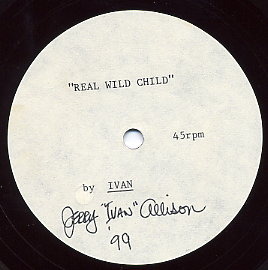 "REAL WILD CHILD"
45rpm
by IVAN
Jerry "Ivan" Allison
'99